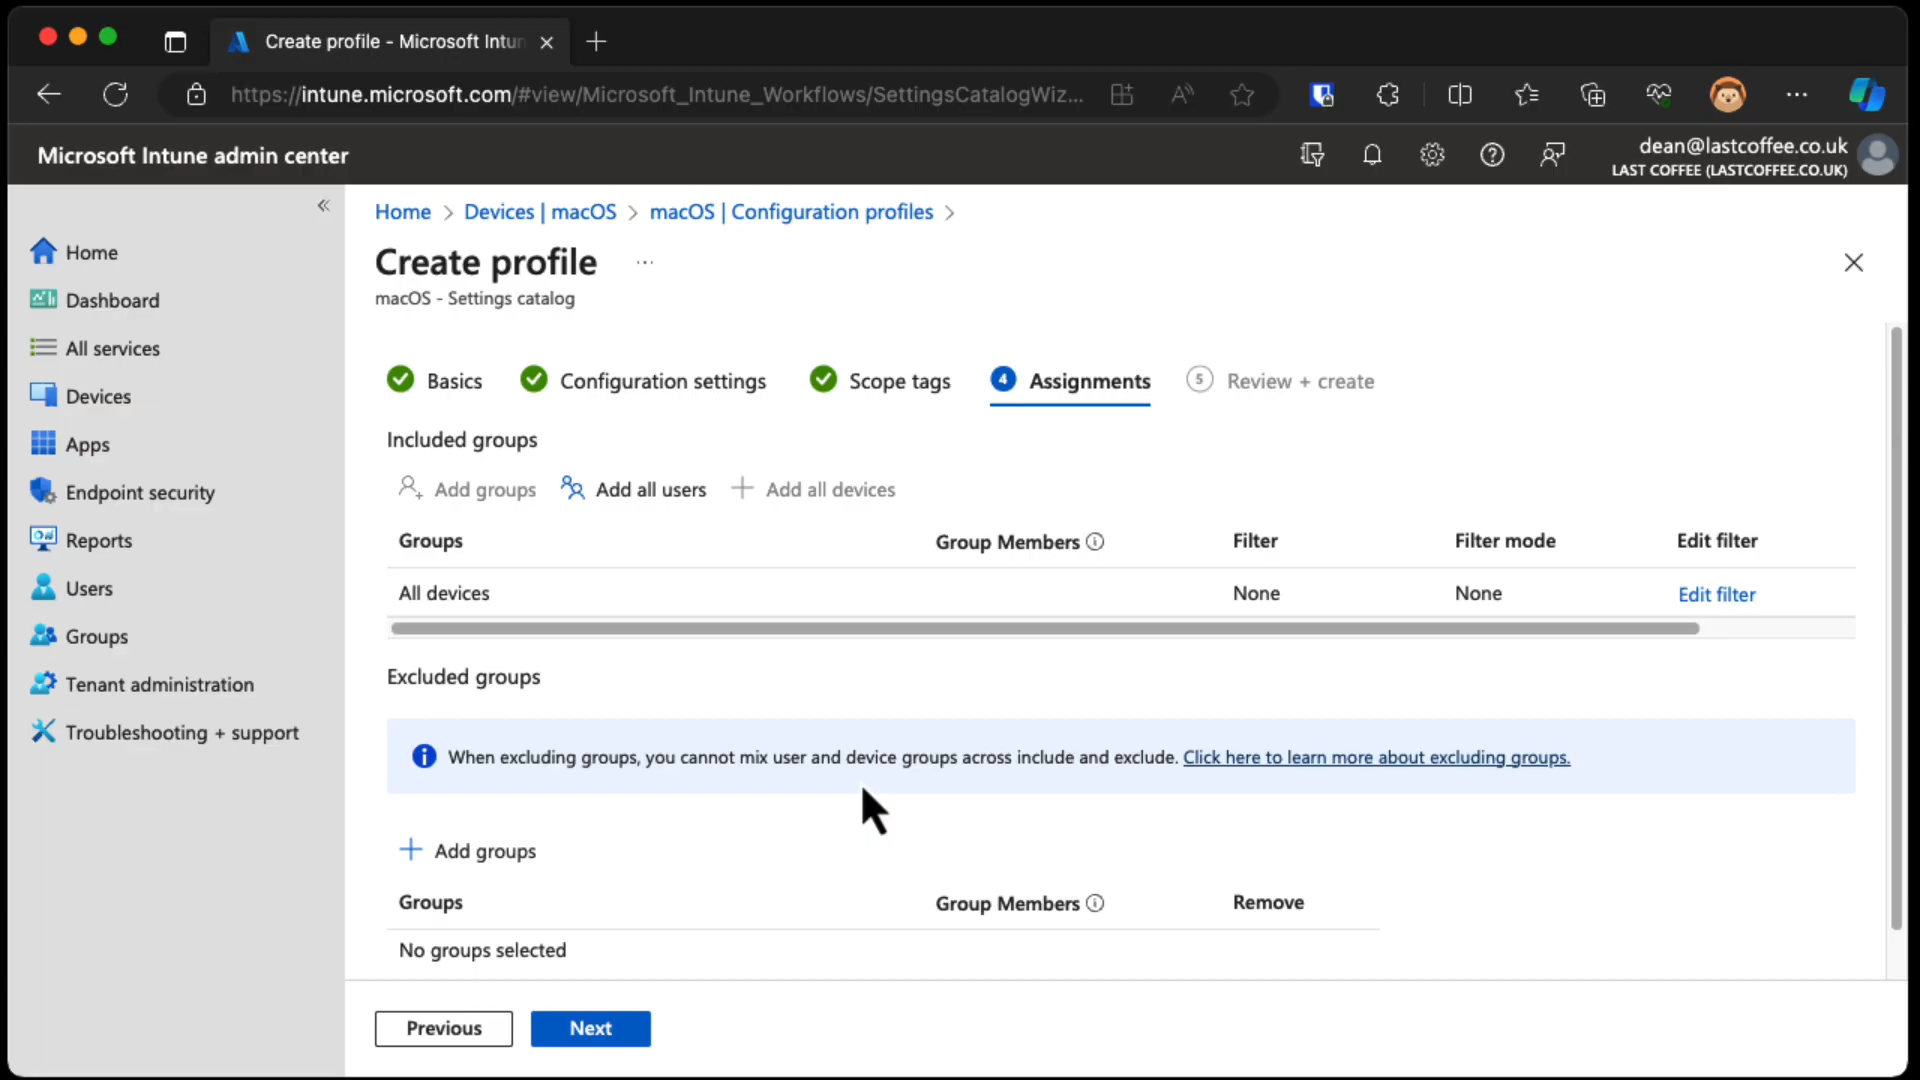 Create profile - Microsoft Intun
https://intune.microsoft.com/#view/Microsoft_Intune_Workflows/SettingsCatalogWiz...
Microsoft Intune admin center
dean@lastcoffee.co.uk
LAST COFFEE (LASTCOFFEE.CO.UK)
Home
Dashboard
All services
Devices
Apps
Endpoint security
Reports
Users
Groups
Tenant administration
Troubleshooting + support
Home > Devices | macOS > macOS | Configuration profiles >
Create profile ...
macOS - Settings catalog
Basics Configuration settings Scope tags 4 Assignments 5 Review + create
Included groups
Add groups Add all users Add all devices
Groups Group Members Filter Filter mode Edit filter
All devices None None Edit filter
Excluded groups
When excluding groups, you cannot mix user and device groups across include and exclude. Click here to learn more about excluding groups.
Add groups
Groups Group Members Remove
No groups selected
Previous Next